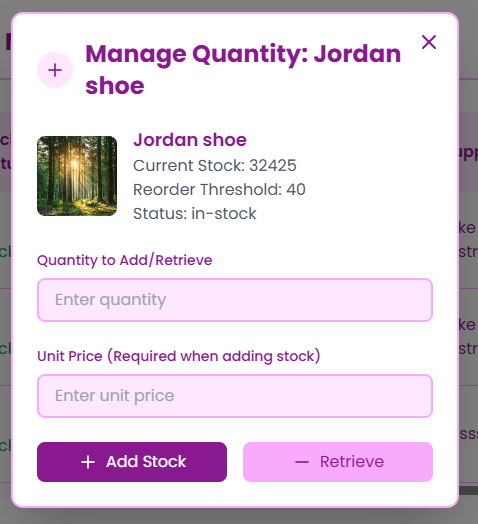 Manage Quantity: Jordan
shoe
Jordan shoe
Current Stock: 32425
Reorder Threshold: 40
Status: in-stock
Quantity to Add/Retrieve
Enter quantity
Unit Price (Required when adding stock)
Enter unit price
Add Stock
Retrieve